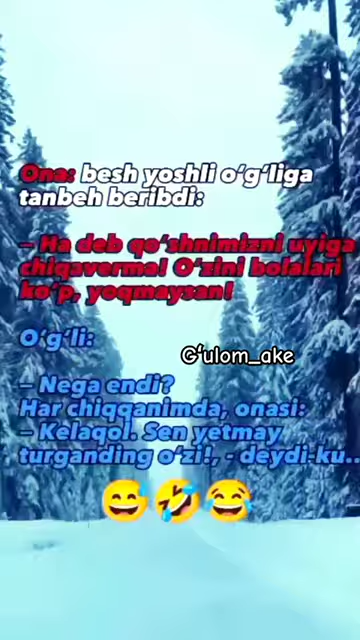 Ona: besh yoshli o‘g‘liga
tanbeh beribdi:
– Ha deb qo‘shnimizni uyiga
chiqaverma! O‘zini bolalari
ko‘p, yoqmaysan!
O‘g‘li:
G‘ulom_ake
– Nega endi?
Har chiqqanimda, onasi:
– Kelaqol. Sen yetmay
turganding o‘zi!, - deydi-ku..